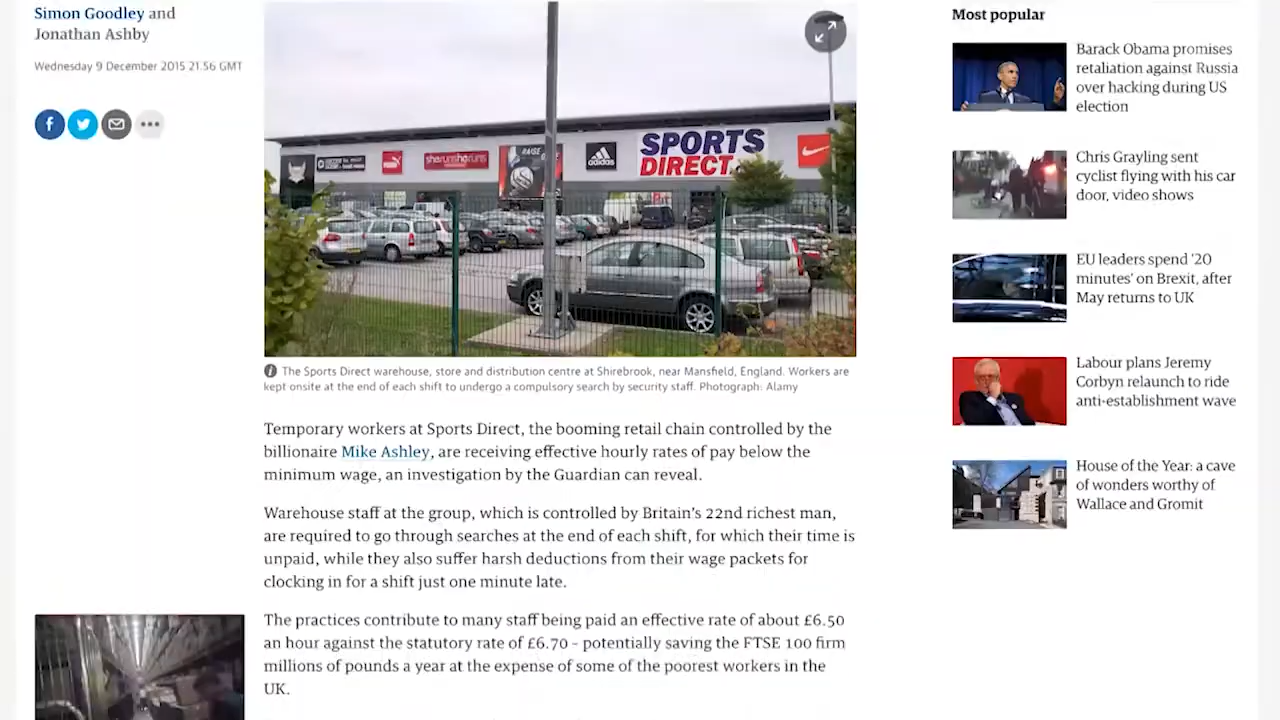 Simon Goodley and
Jonathan Ashby
Wednesday 9 December 2015 21.56 GMT
SPORTS
DIRECT.
adidas
sherunshoruns
RAISE
The Sports Direct warehouse, store and distribution centre at Shirebrook, near Mansfield, England. Workers are
kept onsite at the end of each shift to undergo a compulsory search by security staff. Photograph: Alamy
Temporary workers at Sports Direct, the booming retail chain controlled by the
billionaire Mike Ashley, are receiving effective hourly rates of pay below the
minimum wage, an investigation by the Guardian can reveal.
Warehouse staff at the group, which is controlled by Britain's 22nd richest man,
are required to go through searches at the end of each shift, for which their time is
unpaid, while they also suffer harsh deductions from their wage packets for
clocking in for a shift just one minute late.
The practices contribute to many staff being paid an effective rate of about £6.50
an hour against the statutory rate of £6.70 – potentially saving the FTSE 100 firm
millions of pounds a year at the expense of some of the poorest workers in the
UK.
Most popular
Barack Obama promises
retaliation against Russia
over hacking during US
election
Chris Grayling sent
cyclist flying with his car
door, video shows
EU leaders spend '20
minutes' on Brexit, after
May returns to UK
Labour plans Jeremy
Corbyn relaunch to ride
anti-establishment wave
House of the Year: a cave
of wonders worthy of
Wallace and Gromit